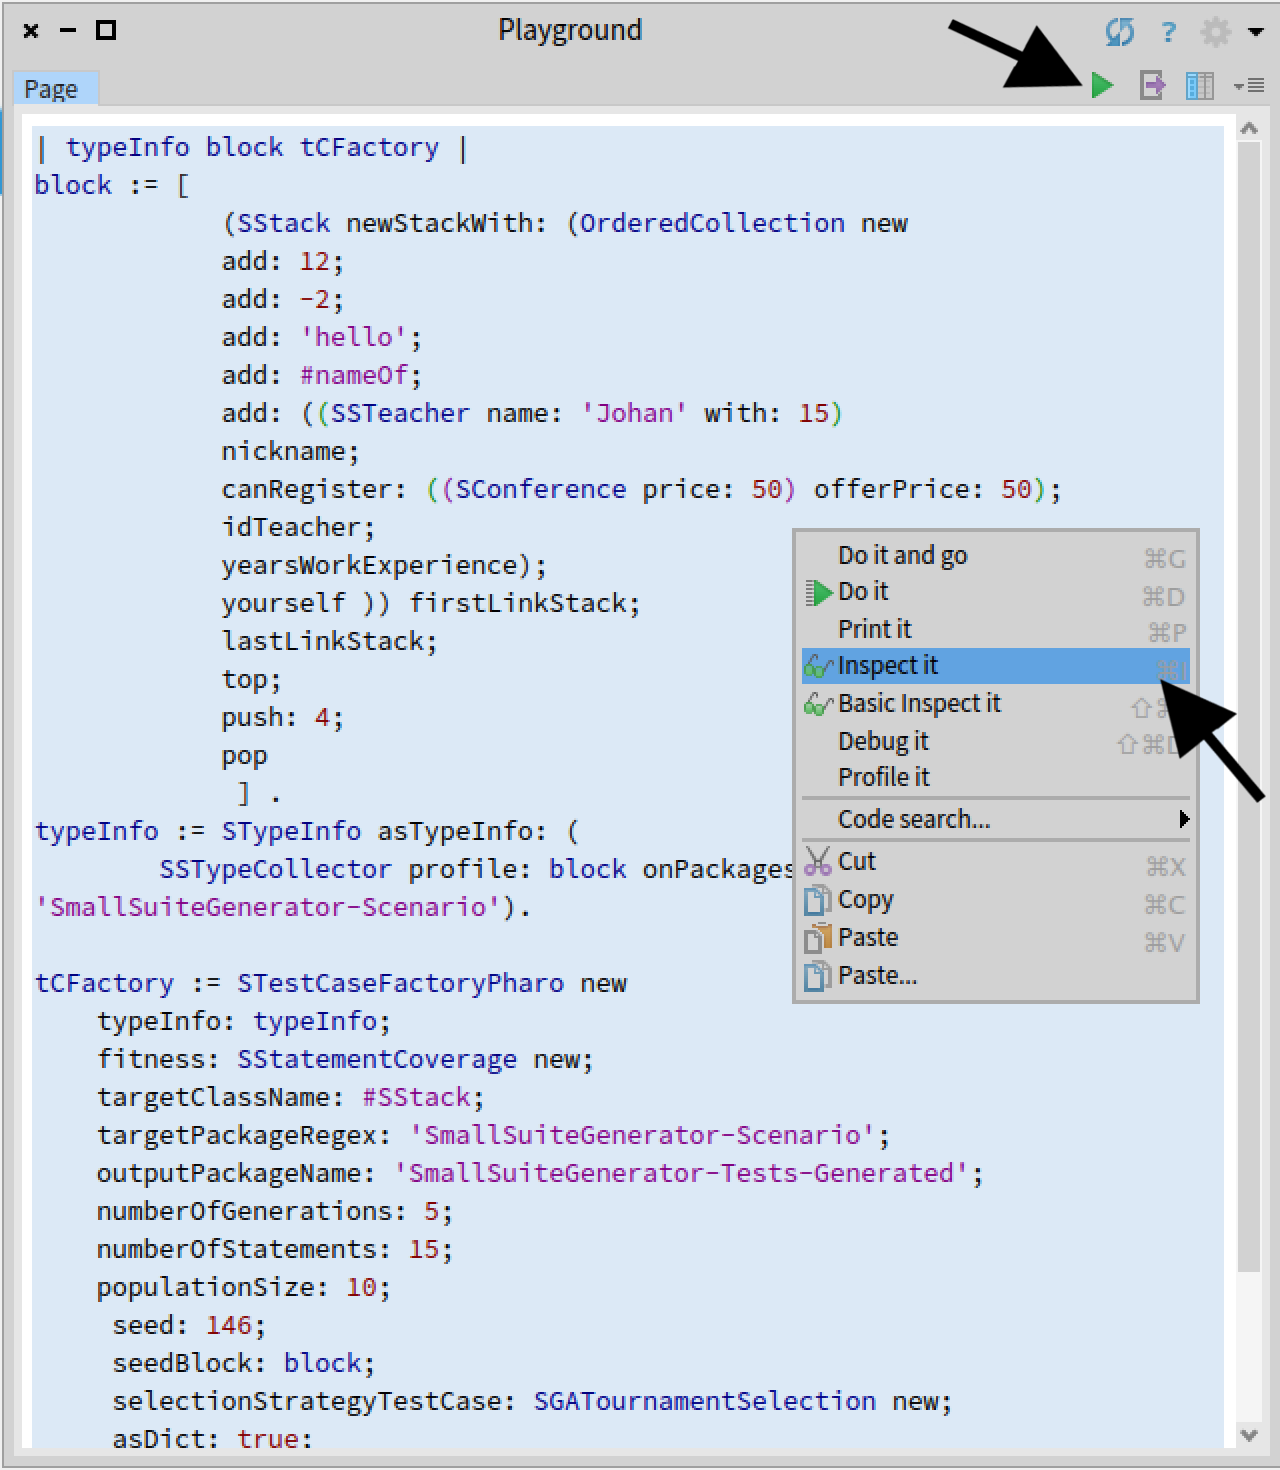 Playground
?
Page
| typeInfo block tCFactory |
block := [
(SStack newStackWith: (OrderedCollection new
add: 12;
add: -2;
add: 'hello';
add: #nameOf;
add: ((SSTeacher name: 'Johan' with: 15)
nickname;
canRegister: ((SConference price: 50) offerPrice: 50);
idTeacher;
yearsWorkExperience);
yourself )) firstLinkStack;
lastLinkStack;
top;
push: 4;
pop
] .
typeInfo := STypeInfo asTypeInfo: (
SSTypeCollector profile: block onPackages
'SmallSuiteGenerator-Scenario').
tCFactory := STestCaseFactoryPharo new
typeInfo: typeInfo;
fitness: SStatementCoverage new;
targetClassName: #SStack;
targetPackageRegex: 'SmallSuiteGenerator-Scenario';
outputPackageName: 'SmallSuiteGenerator-Tests-Generated';
numberOfGenerations: 5;
numberOfStatements: 15;
populationSize: 10;
seed: 146;
seedBlock: block;
selectionStrategyTestCase: SGATournamentSelection new;
asDict: true;
Do it and go ⌘G
Do it ⌘D
Print it ⌘P
Inspect it ⌘I
Basic Inspect it ⇧⌘
Debug it ⇧⌘D
Profile it
Code search...
Cut ⌘X
Copy ⌘C
Paste ⌘V
Paste...